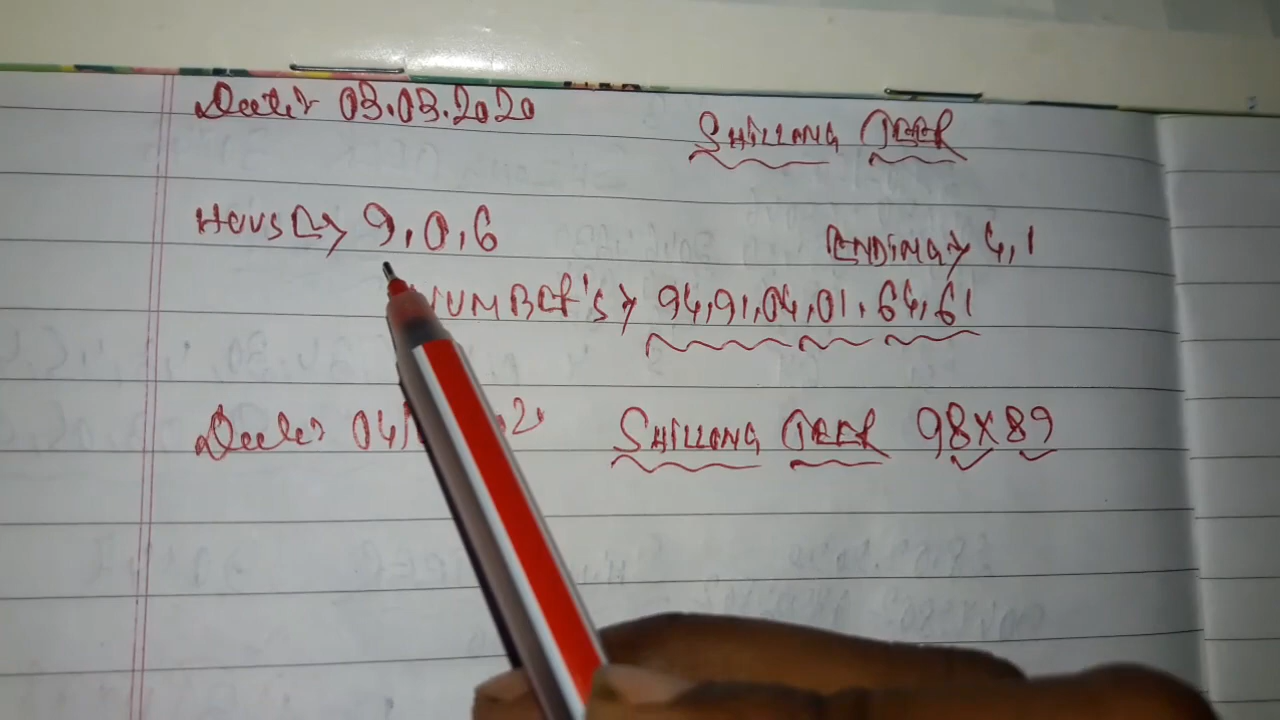 Date:- 03.03.2020 SHiLLONG TEER
HOUSE→ 9,0,6 ENDING→ 4,1
NUMBER'S→ 94,91,04,01,64,61
Date:- 04 SHiLLONG TEER 98X89